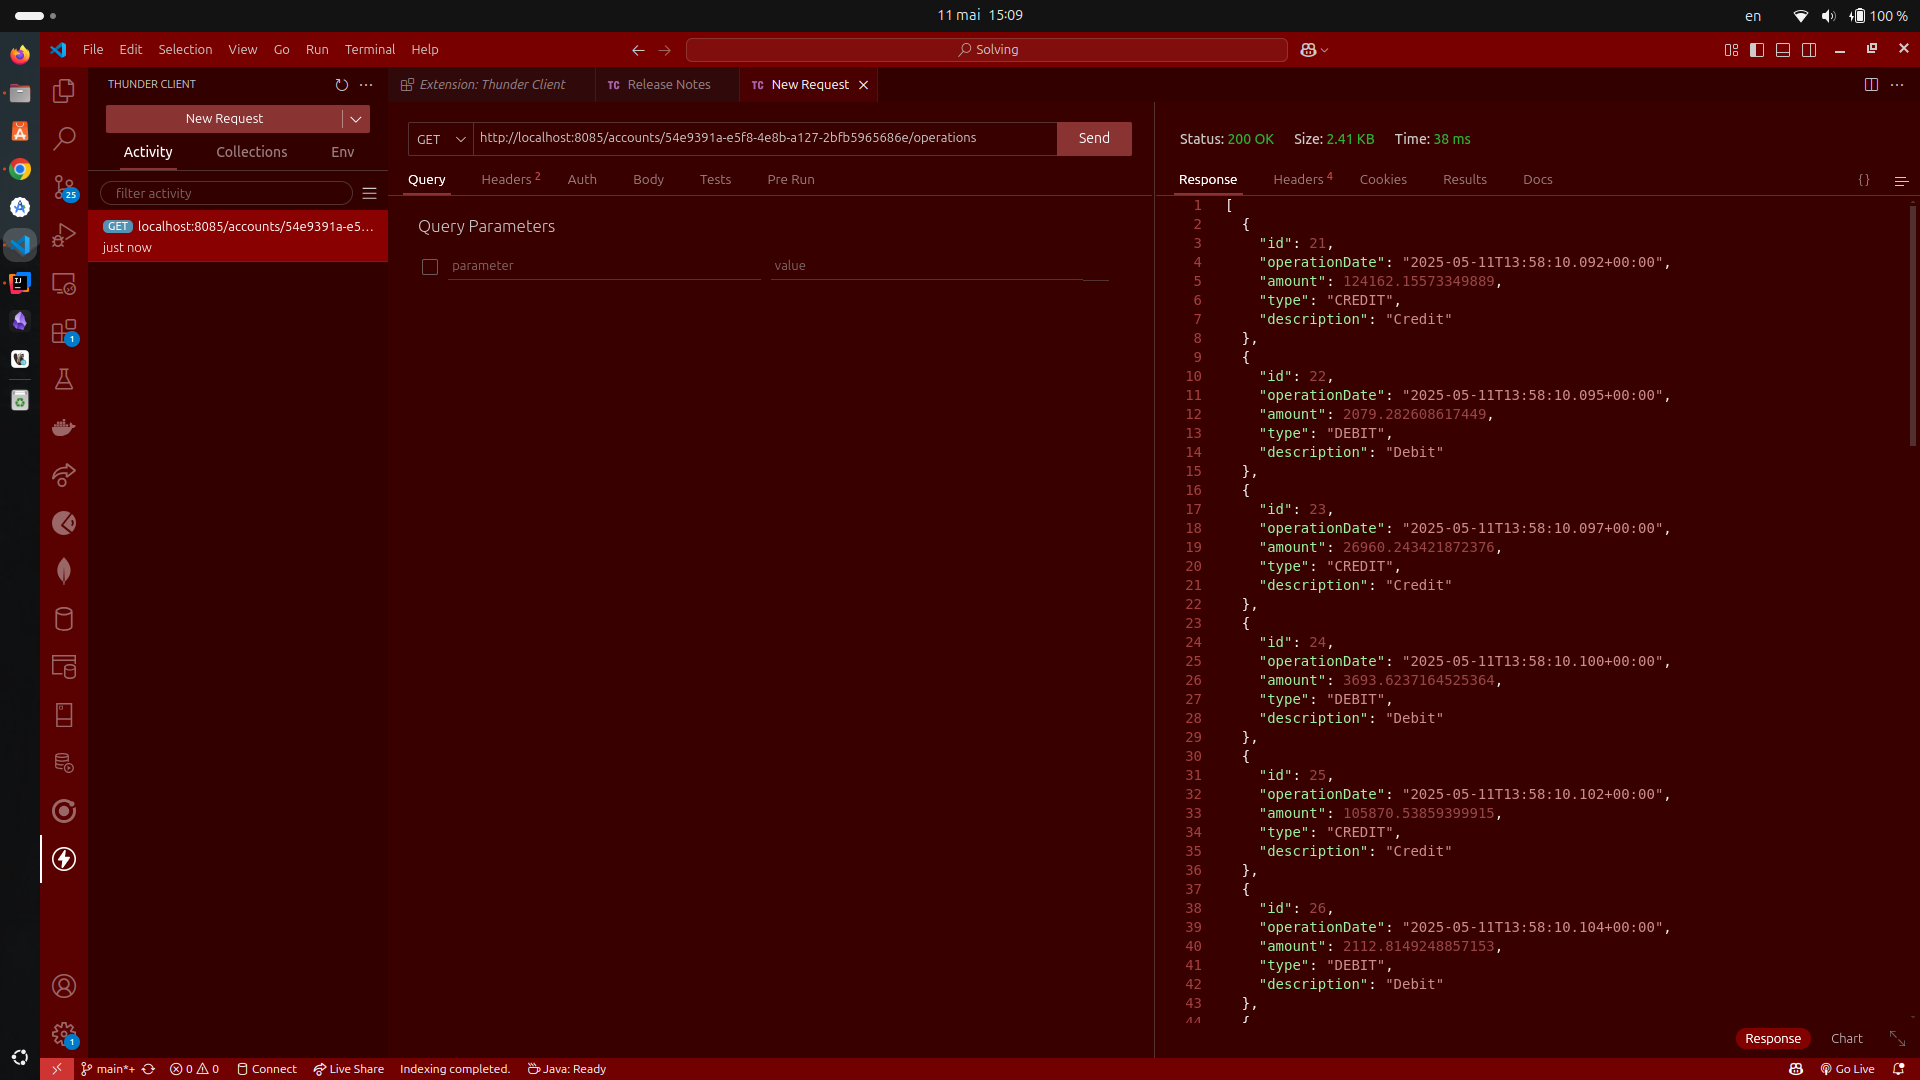 11 mai 15:09
en
100 %
File Edit Selection View Go Run Terminal Help
Solving
THUNDER CLIENT
Extension: Thunder Client
TC Release Notes
TC New Request
New Request
Activity Collections Env
filter activity
GET localhost:8085/accounts/54e9391a-e5...
just now
25
1
1
GET http://localhost:8085/accounts/54e9391a-e5f8-4e8b-a127-2bfb5965686e/operations Send
Query Headers 2 Auth Body Tests Pre Run
Query Parameters
parameter value
Status: 200 OK Size: 2.41 KB Time: 38 ms
Response Headers 4 Cookies Results Docs {}
1 [
2 {
3 "id": 21,
4 "operationDate": "2025-05-11T13:58:10.092+00:00",
5 "amount": 124162.15573349889,
6 "type": "CREDIT",
7 "description": "Credit"
8 },
9 {
10 "id": 22,
11 "operationDate": "2025-05-11T13:58:10.095+00:00",
12 "amount": 2079.282608617449,
13 "type": "DEBIT",
14 "description": "Debit"
15 },
16 {
17 "id": 23,
18 "operationDate": "2025-05-11T13:58:10.097+00:00",
19 "amount": 26960.243421872376,
20 "type": "CREDIT",
21 "description": "Credit"
22 },
23 {
24 "id": 24,
25 "operationDate": "2025-05-11T13:58:10.100+00:00",
26 "amount": 3693.6237164525364,
27 "type": "DEBIT",
28 "description": "Debit"
29 },
30 {
31 "id": 25,
32 "operationDate": "2025-05-11T13:58:10.102+00:00",
33 "amount": 105870.53859399915,
34 "type": "CREDIT",
35 "description": "Credit"
36 },
37 {
38 "id": 26,
39 "operationDate": "2025-05-11T13:58:10.104+00:00",
40 "amount": 2112.8149248857153,
41 "type": "DEBIT",
42 "description": "Debit"
43 },
44 {
Response Chart
main*+ 0 0 Connect Live Share Indexing completed. Java: Ready
Go Live